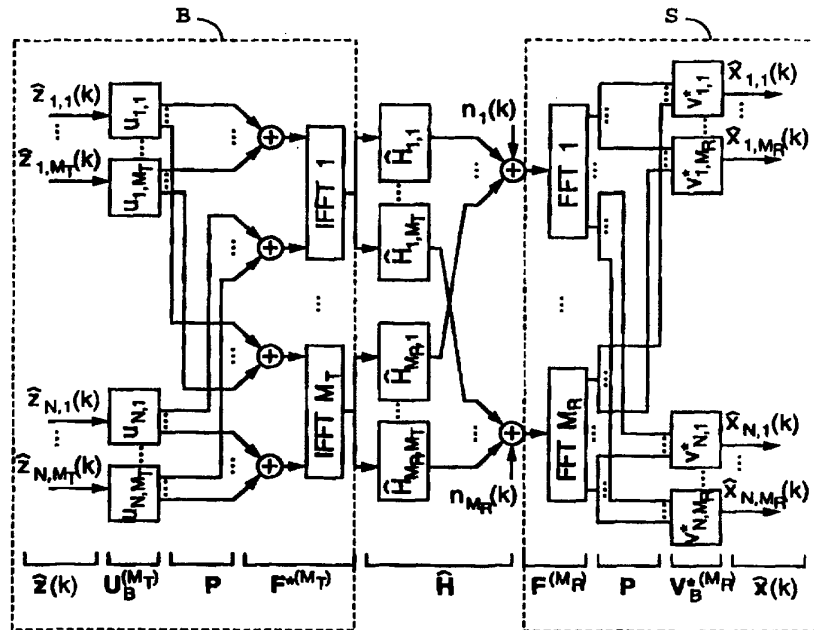 B
S
ẑ1,1(k)
u1,1
ẑ1,MT(k)
u1,MT
IFFT 1
Ĥ1,1
Ĥ1,MT
n1(k)
FFT 1
v*1,1
x̂1,1(k)
v*1,MR
x̂1,MR(k)
ẑN,1(k)
uN,1
ẑN,MT(k)
uN,MT
IFFT MT
ĤMR,1
ĤMR,MT
nMR(k)
FFT MR
v*N,1
x̂N,1(k)
v*N,MR
x̂N,MR(k)
ẑ(k) UB(MT) P F*(MT) Ĥ F(MR) P VB*(MR) x̂(k)